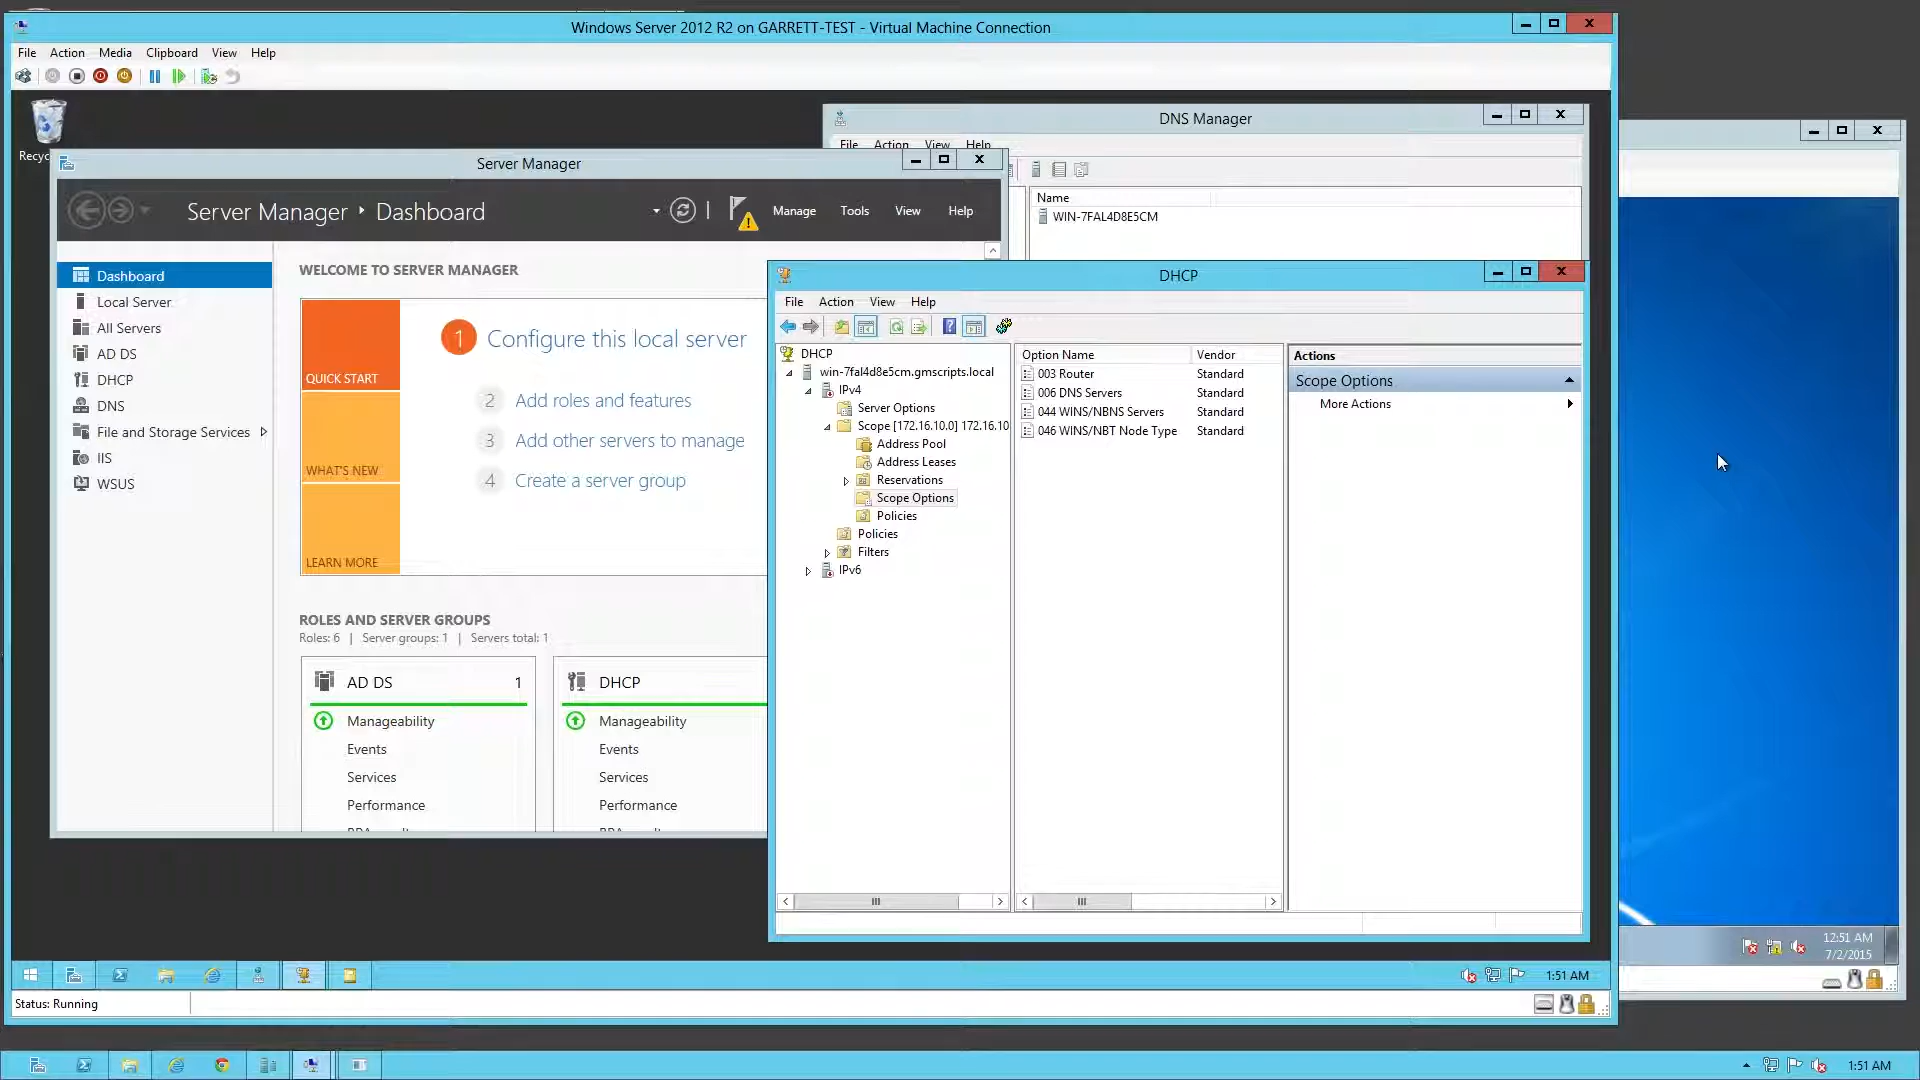 Windows Server 2012 R2 on GARRETT-TEST - Virtual Machine Connection
File Action Media Clipboard View Help
Recyc
DNS Manager
File Action View Help
Name
WIN-7FAL4D8E5CM
Server Manager
Server Manager Dashboard
Manage Tools View Help
Dashboard
Local Server
All Servers
AD DS
DHCP
DNS
File and Storage Services
IIS
WSUS
WELCOME TO SERVER MANAGER
QUICK START
WHAT'S NEW
LEARN MORE
1 Configure this local server
2 Add roles and features
3 Add other servers to manage
4 Create a server group
ROLES AND SERVER GROUPS
Roles: 6 | Server groups: 1 | Servers total: 1
AD DS 1
Manageability
Events
Services
Performance
DHCP
Manageability
Events
Services
Performance
DHCP
File Action View Help
DHCP
win-7fal4d8e5cm.gmscripts.local
IPv4
Server Options
Scope [172.16.10.0] 172.16.10
Address Pool
Address Leases
Reservations
Scope Options
Policies
Policies
Filters
IPv6
Option Name Vendor
003 Router Standard
006 DNS Servers Standard
044 WINS/NBNS Servers Standard
046 WINS/NBT Node Type Standard
Actions
Scope Options
More Actions
12:51 AM
7/2/2015
1:51 AM
Status: Running
1:51 AM